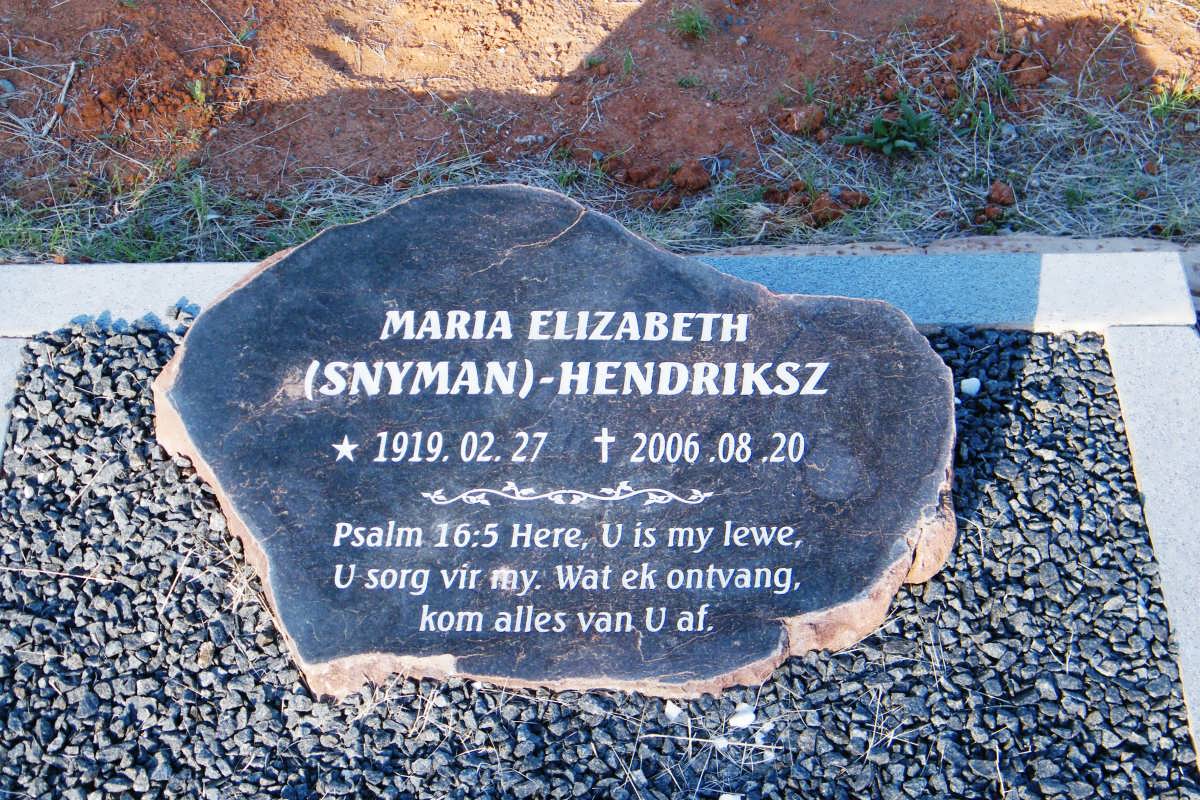 MARIA ELIZABETH
(SNYMAN)-HENDRIKSZ
★ 1919. 02. 27 ✝ 2006 .08 .20
Psalm 16:5 Here, U is my lewe,
U sorg vir my. Wat ek ontvang,
kom alles van U af.